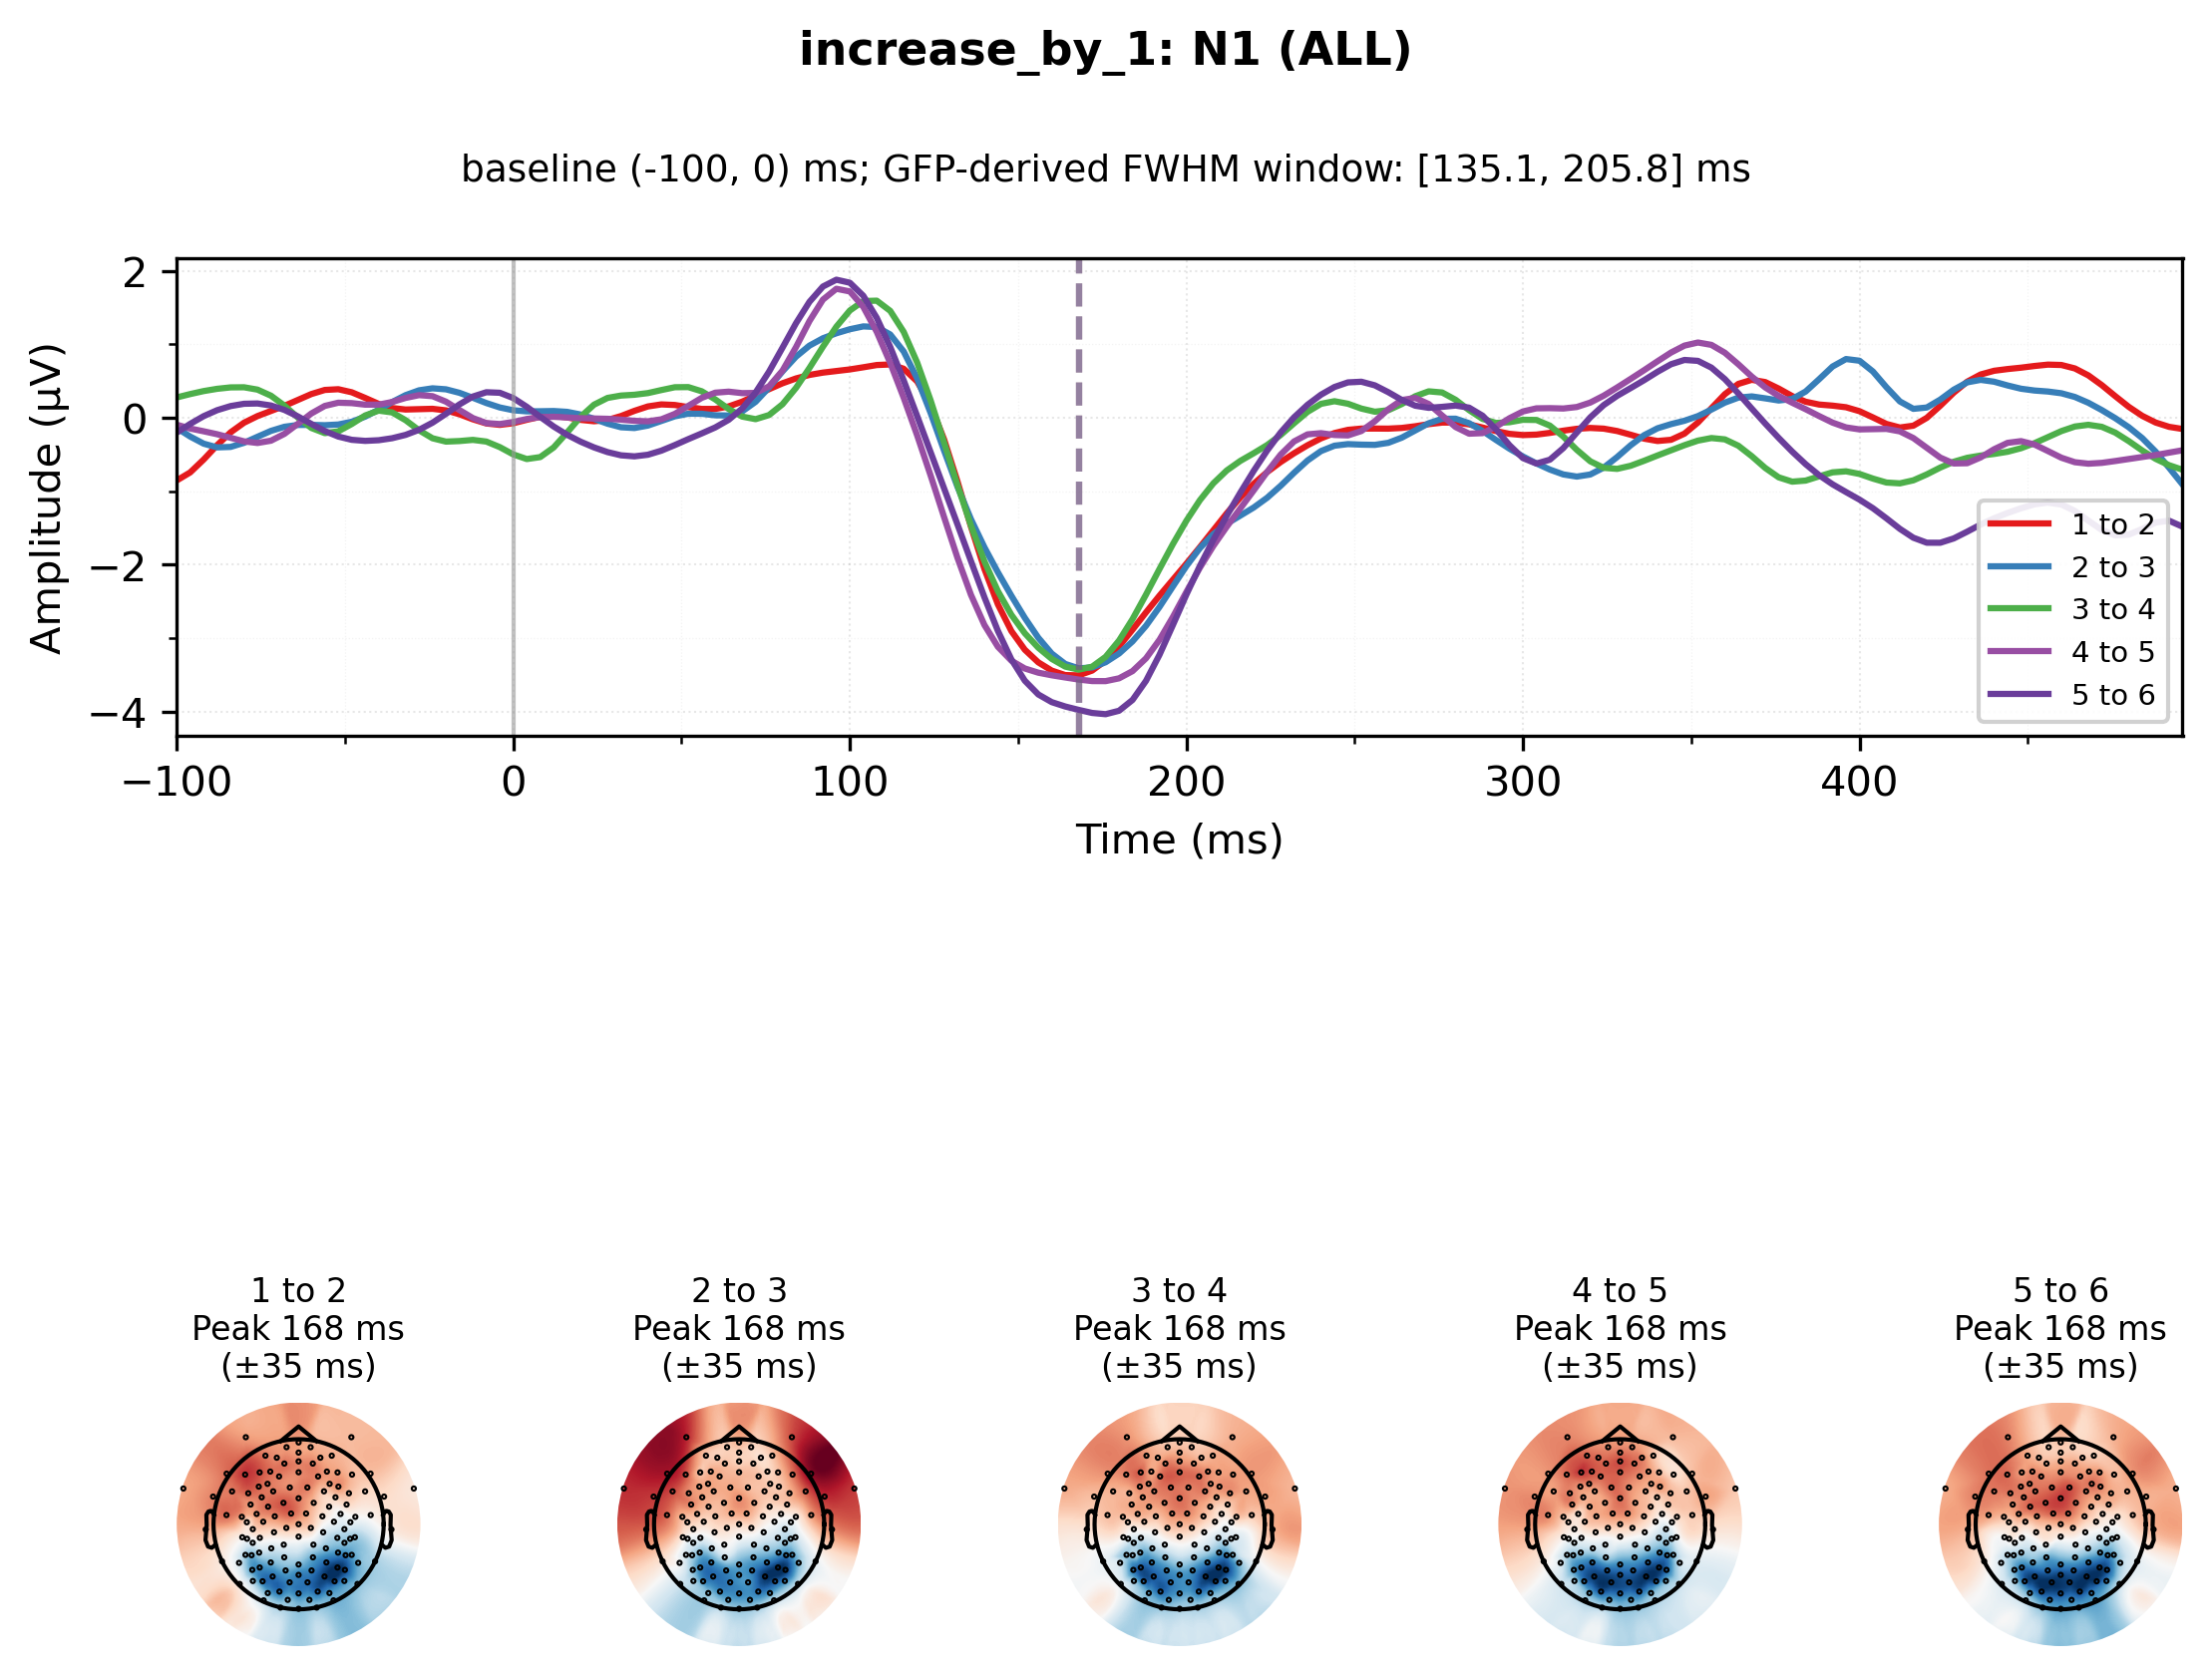 increase_by_1: N1 (ALL)
baseline (-100, 0) ms; GFP-derived FWHM window: [135.1, 205.8] ms
Amplitude (µV)
2
0
−2
−4
−100
0
100
200
300
400
Time (ms)
1 to 2
2 to 3
3 to 4
4 to 5
5 to 6
1 to 2
Peak 168 ms
(±35 ms)
2 to 3
Peak 168 ms
(±35 ms)
3 to 4
Peak 168 ms
(±35 ms)
4 to 5
Peak 168 ms
(±35 ms)
5 to 6
Peak 168 ms
(±35 ms)